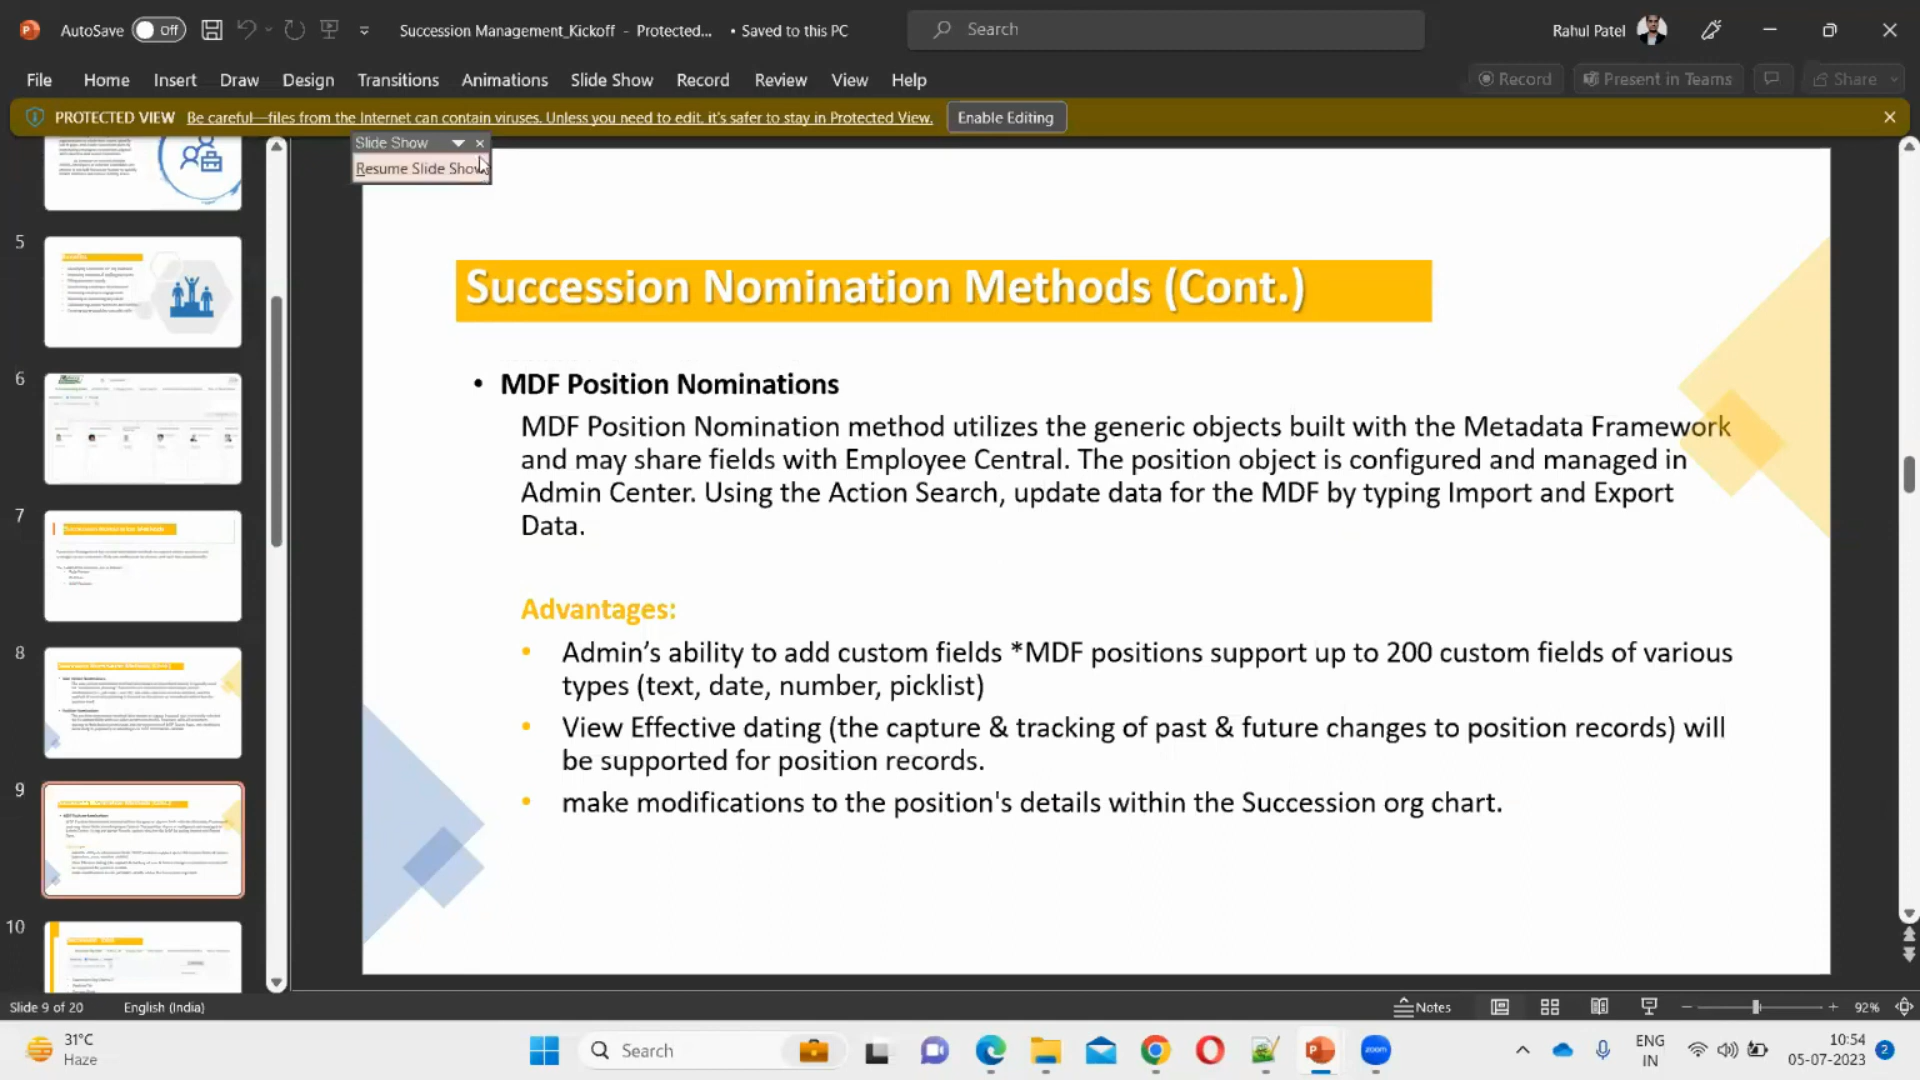 AutoSave Off Succession Management_Kickoff - Protected... • Saved to this PC Search Rahul Patel
File Home Insert Draw Design Transitions Animations Slide Show Record Review View Help Record Present in Teams Share
PROTECTED VIEW Be careful—files from the Internet can contain viruses. Unless you need to edit, it's safer to stay in Protected View. Enable Editing
Slide Show
Resume Slide Show
5
6
7
8
9
10
Succession Nomination Methods (Cont.)
• MDF Position Nominations
MDF Position Nomination method utilizes the generic objects built with the Metadata Framework
and may share fields with Employee Central. The position object is configured and managed in
Admin Center. Using the Action Search, update data for the MDF by typing Import and Export
Data.
Advantages:
• Admin’s ability to add custom fields *MDF positions support up to 200 custom fields of various
types (text, date, number, picklist)
• View Effective dating (the capture & tracking of past & future changes to position records) will
be supported for position records.
• make modifications to the position's details within the Succession org chart.
Slide 9 of 20 English (India) Notes 92%
31°C
Haze
Search
zoom
ENG
IN
10:54
05-07-2023
2